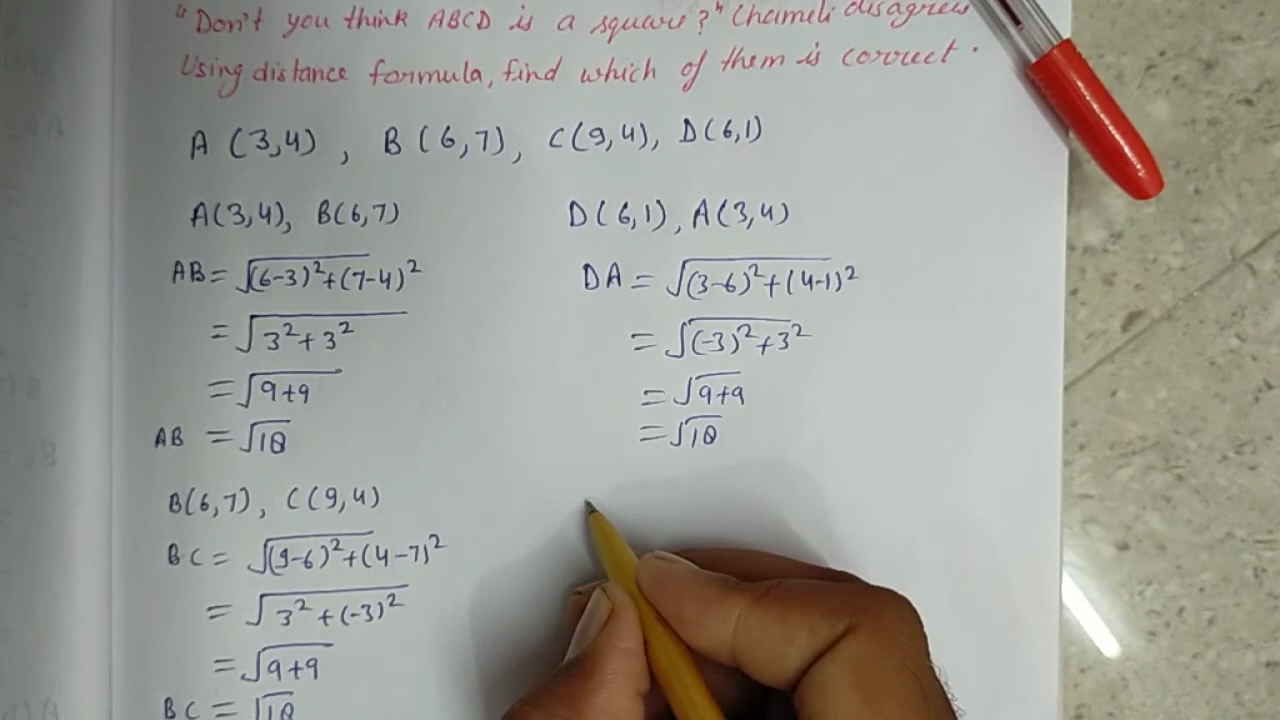 "Don't you think ABCD is a square?" Chameli disagrees
Using distance formula, find which of them is correct.
A (3,4), B (6,7), C(9,4), D(6,1)
A(3,4), B(6,7)
AB = √(6-3)²+(7-4)²
= √3²+3²
= √9+9
AB = √18
B(6,7), C(9,4)
BC = √(9-6)²+(4-7)²
= √3²+(-3)²
= √9+9
BC = √18
D(6,1), A(3,4)
DA = √(3-6)²+(4-1)²
= √(-3)²+3²
= √9+9
= √18